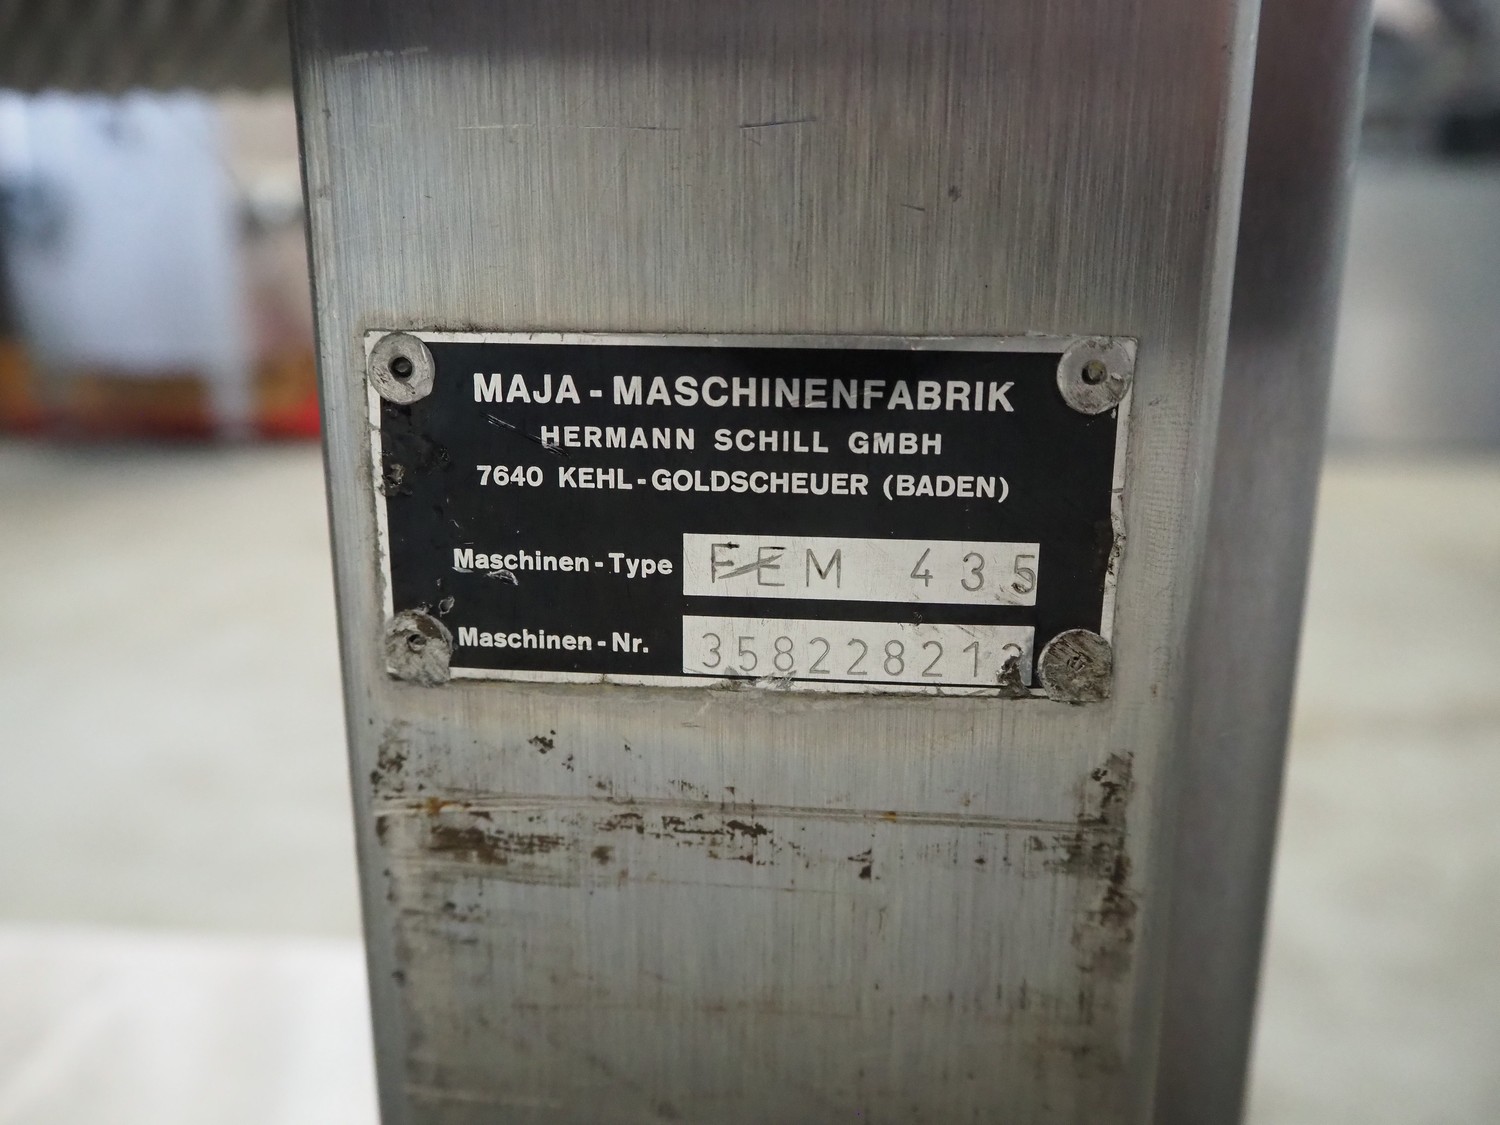 MAJA - MASCHINENFABRIK
HERMANN SCHILL GMBH
7640 KEHL - GOLDSCHEUER (BADEN)
Maschinen - Type FEM 435
Maschinen - Nr.